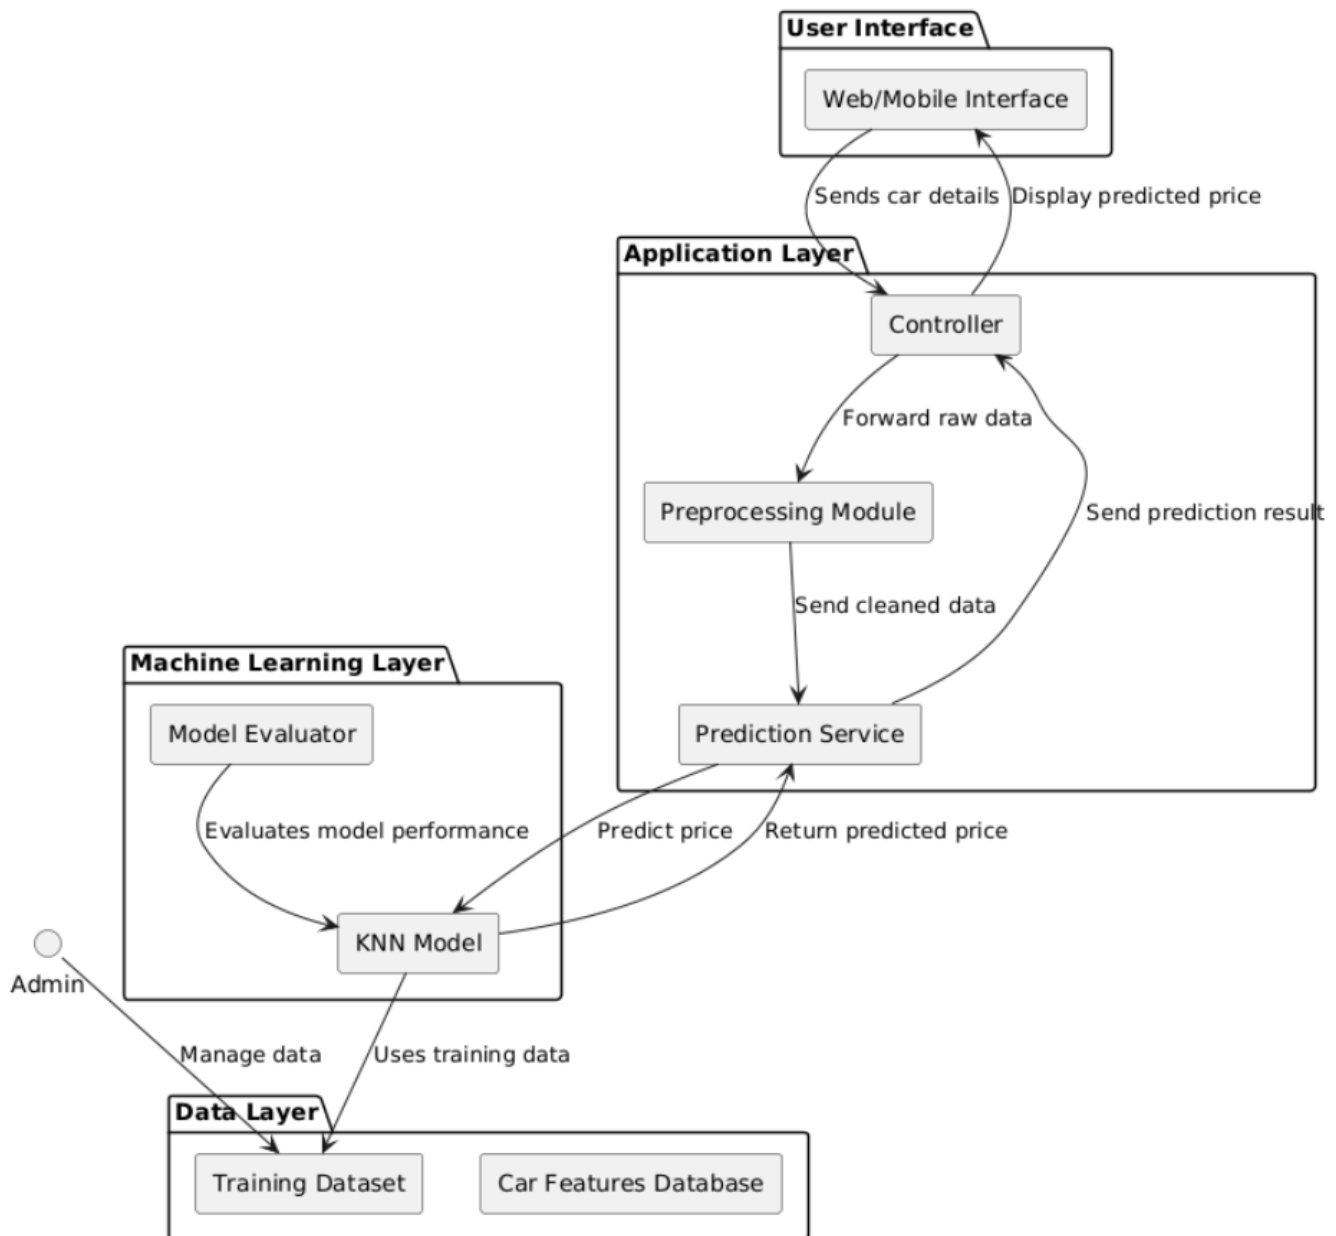 User Interface
Web/Mobile Interface
Sends car details
Display predicted price
Application Layer
Controller
Forward raw data
Preprocessing Module
Send prediction result
Send cleaned data
Machine Learning Layer
Model Evaluator
Prediction Service
Evaluates model performance
Predict price
Return predicted price
KNN Model
Admin
Manage data
Uses training data
Data Layer
Training Dataset
Car Features Database